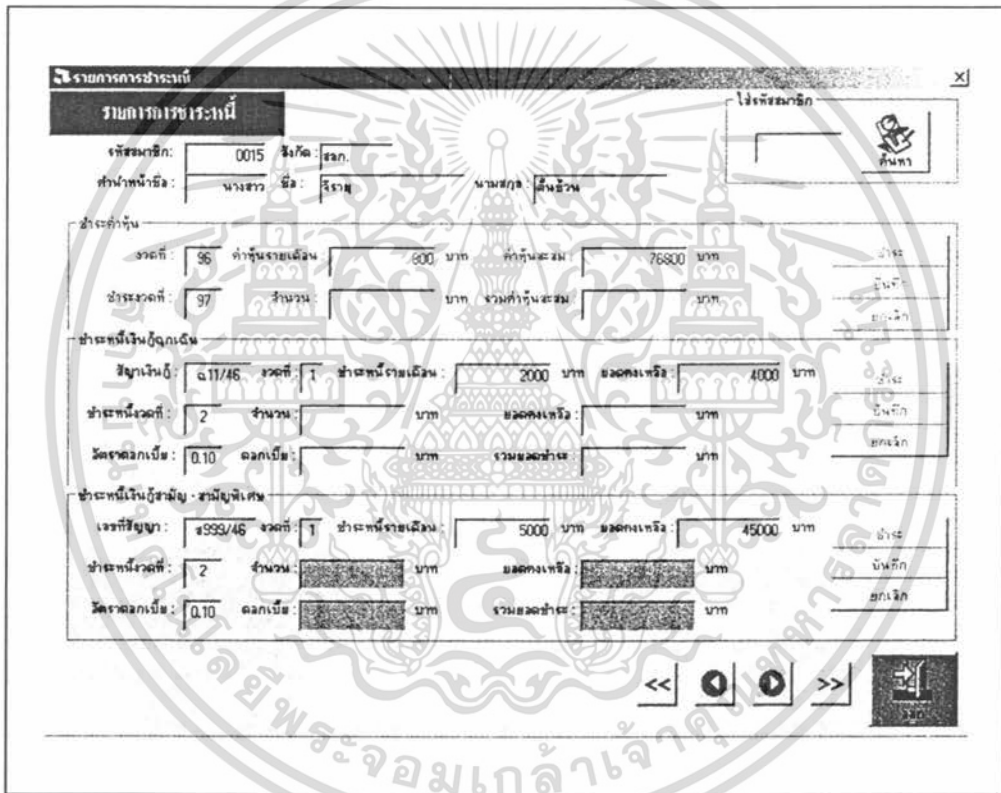 รายการการชำระหนี้
รายการการชำระหนี้
ใส่รหัสสมาชิก
ค้นหา
รหัสสมาชิก: 0015 สังกัด : สจก.
คำนำหน้าชื่อ : นางสาว ชื่อ : จิรายุ นามสกุล :
ชำระค่าหุ้น
งวดที่ : 96 ค่าหุ้นรายเดือน : 800 บาท ค่าหุ้นสะสม : 76800 บาท ชำระ
ชำระงวดที่ : 97 จำนวน : บาท รวมค่าหุ้นสะสม : บาท บันทึก
ยกเลิก
ชำระหนี้เงินกู้ฉุกเฉิน
สัญาเงินกู้ : ฉ11/46 งวดที่ : 1 ชำระหนี้รายเดือน : 2000 บาท ยอดคงเหลือ : 4000 บาท ชำระ
ชำระหนี้งวดที่ : 2 จำนวน : บาท ยอดคงเหลือ : บาท บันทึก
อัตราดอกเบี้ย : 0.10 ดอกเบี้ย : บาท รวมยอดชำระ : บาท ยกเลิก
ชำระหนี้เงินกู้สามัญ - สามัญพิเศษ
เลขที่สัญญา : ส999/46 งวดที่ : 1 ชำระหนี้รายเดือน : 5000 บาท ยอดคงเหลือ : 45000 บาท ชำระ
ชำระหนี้งวดที่ : 2 จำนวน : บาท ยอดคงเหลือ : บาท บันทึก
อัตราดอกเบี้ย : 0.10 ดอกเบี้ย : บาท รวมยอดชำระ : บาท ยกเลิก
<< >> ออก